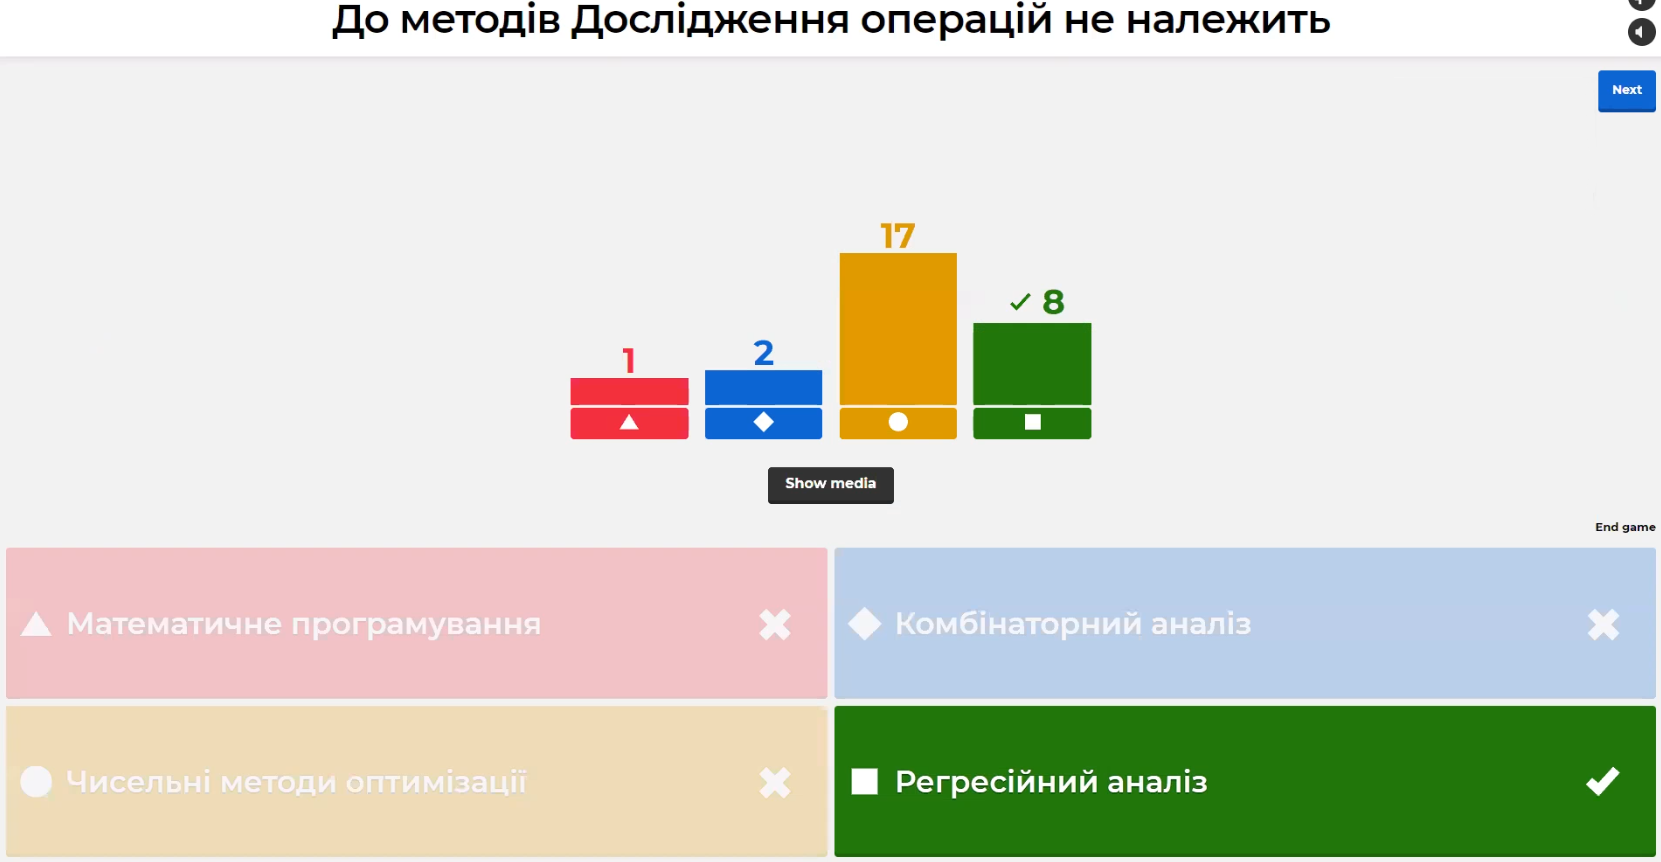 До методів Дослідження операцій не належить
Next
17
8
1
2
Show media
End game
Математичне програмування
Комбінаторний аналіз
Чисельні методи оптимізації
Регресійний аналіз